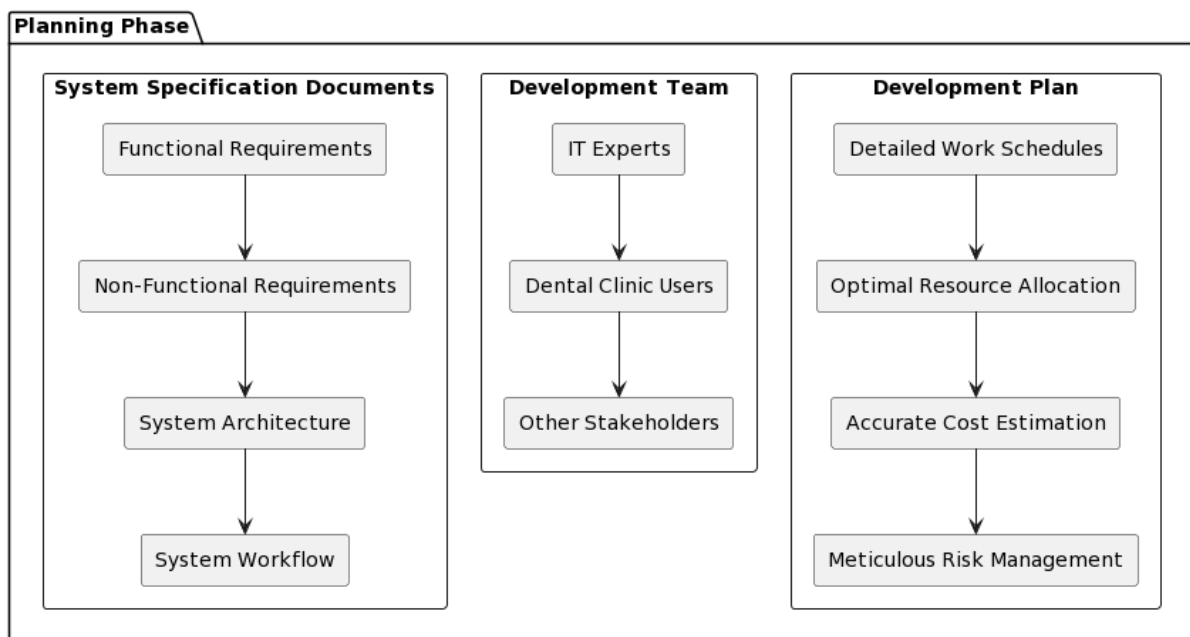 Planning Phase
System Specification Documents
Functional Requirements
Non-Functional Requirements
System Architecture
System Workflow
Development Team
IT Experts
Dental Clinic Users
Other Stakeholders
Development Plan
Detailed Work Schedules
Optimal Resource Allocation
Accurate Cost Estimation
Meticulous Risk Management